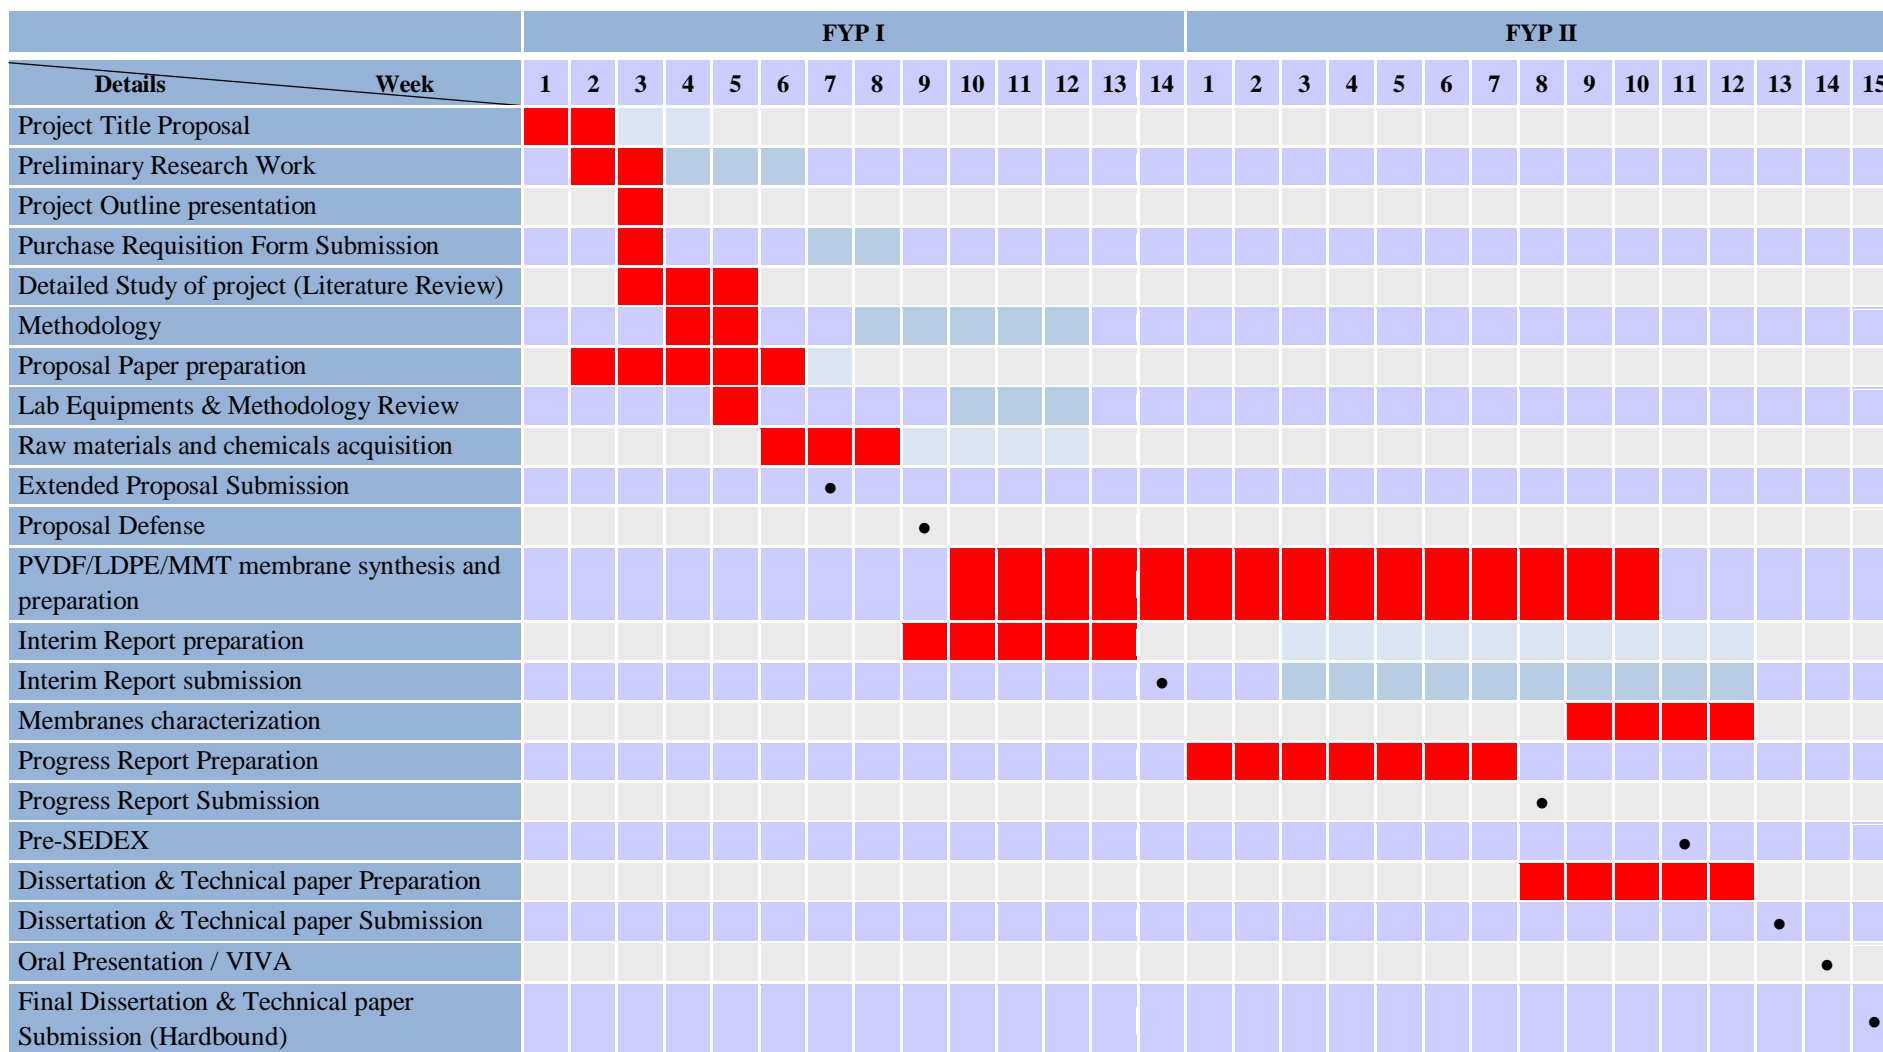 FYP I FYP II
Details Week 1 2 3 4 5 6 7 8 9 10 11 12 13 14 1 2 3 4 5 6 7 8 9 10 11 12 13 14 15
Project Title Proposal
Preliminary Research Work
Project Outline presentation
Purchase Requisition Form Submission
Detailed Study of project (Literature Review)
Methodology
Proposal Paper preparation
Lab Equipments & Methodology Review
Raw materials and chemicals acquisition
Extended Proposal Submission
Proposal Defense
PVDF/LDPE/MMT membrane synthesis and
preparation
Interim Report preparation
Interim Report submission
Membranes characterization
Progress Report Preparation
Progress Report Submission
Pre-SEDEX
Dissertation & Technical paper Preparation
Dissertation & Technical paper Submission
Oral Presentation / VIVA
Final Dissertation & Technical paper
Submission (Hardbound)